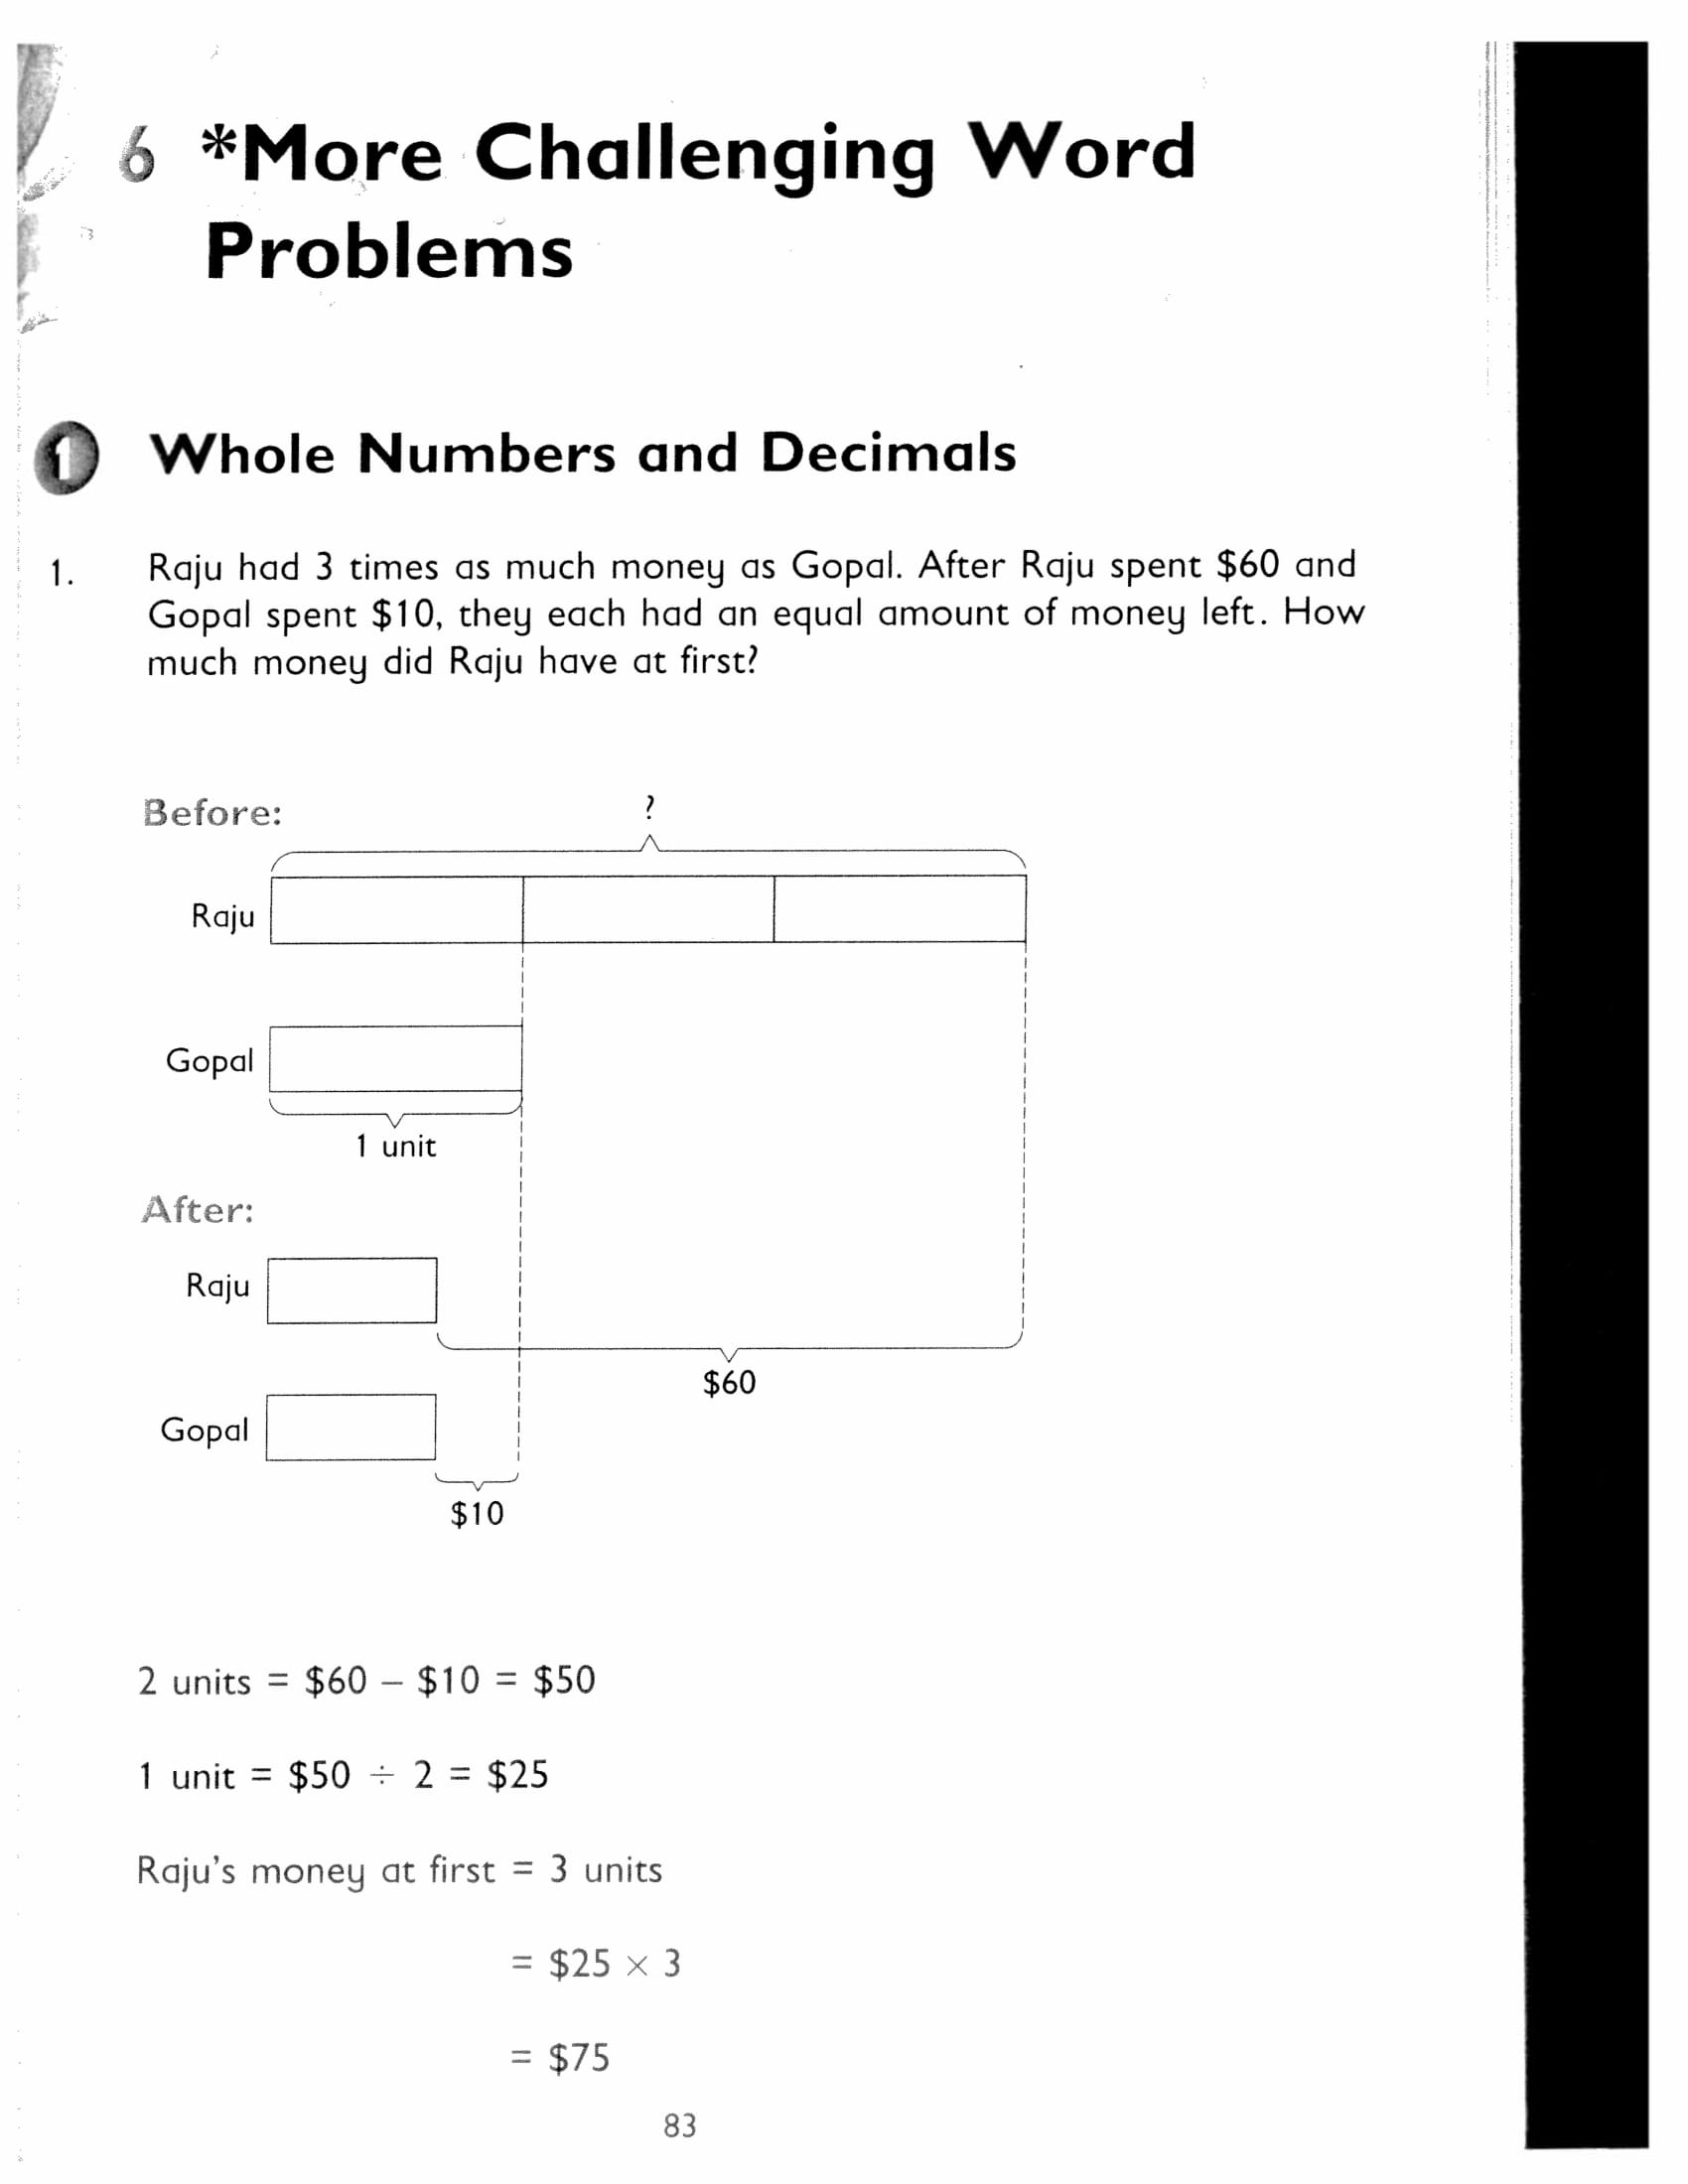 6 *More Challenging Word
Problems
1 Whole Numbers and Decimals
1. Raju had 3 times as much money as Gopal. After Raju spent $60 and
Gopal spent $10, they each had an equal amount of money left. How
much money did Raju have at first?
Before:
?
Raju
Gopal
1 unit
After:
Raju
$60
Gopal
$10
2 units = $60 – $10 = $50
1 unit = $50 ÷ 2 = $25
Raju's money at first = 3 units
= $25 × 3
= $75
83